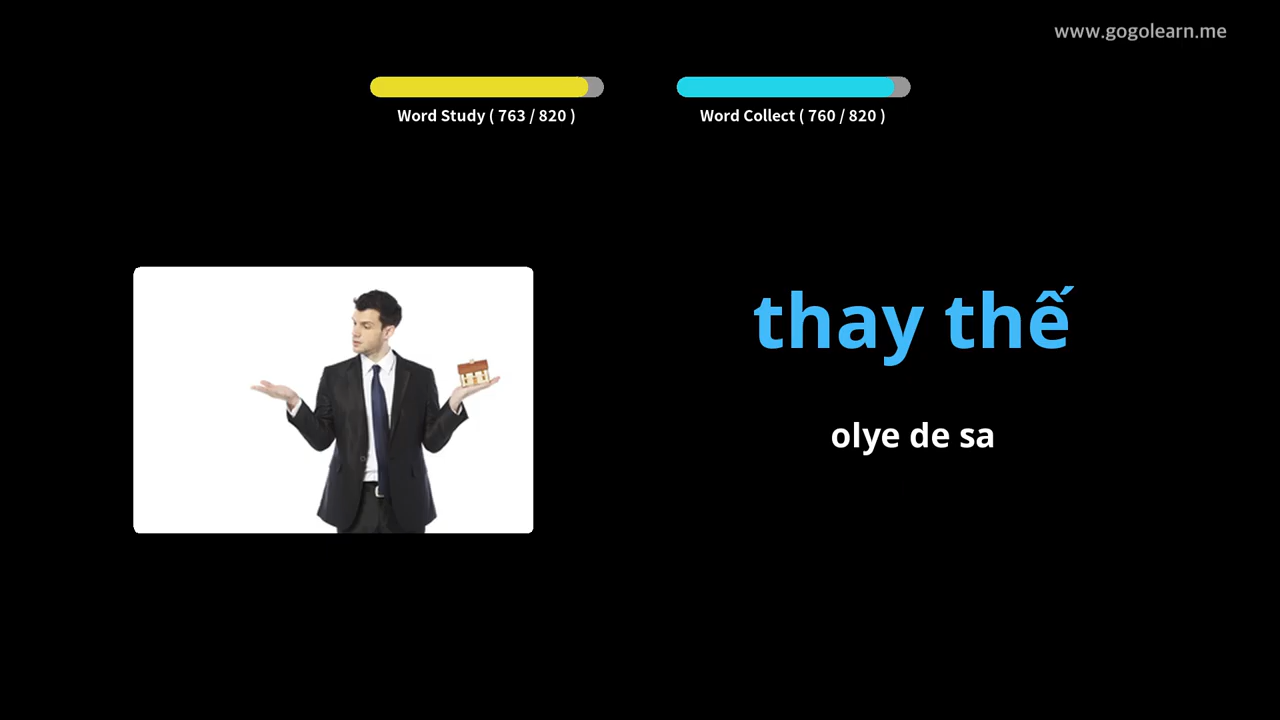 www.gogolearn.me
Word Study ( 763 / 820 )
Word Collect ( 760 / 820 )
thay thế
olye de sa